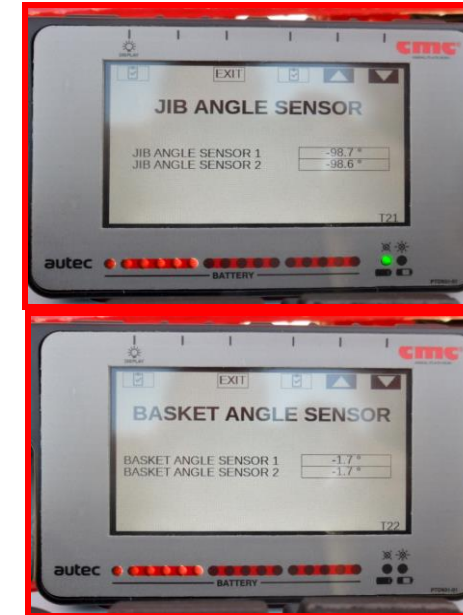 DISPLAY
cmc
EXIT
JIB ANGLE SENSOR
JIB ANGLE SENSOR 1 -98.7 °
JIB ANGLE SENSOR 2 -98.6 °
T21
autec
BATTERY
DISPLAY
cmc
EXIT
BASKET ANGLE SENSOR
BASKET ANGLE SENSOR 1 -1.7 °
BASKET ANGLE SENSOR 2 -1.7 °
T22
autec
BATTERY